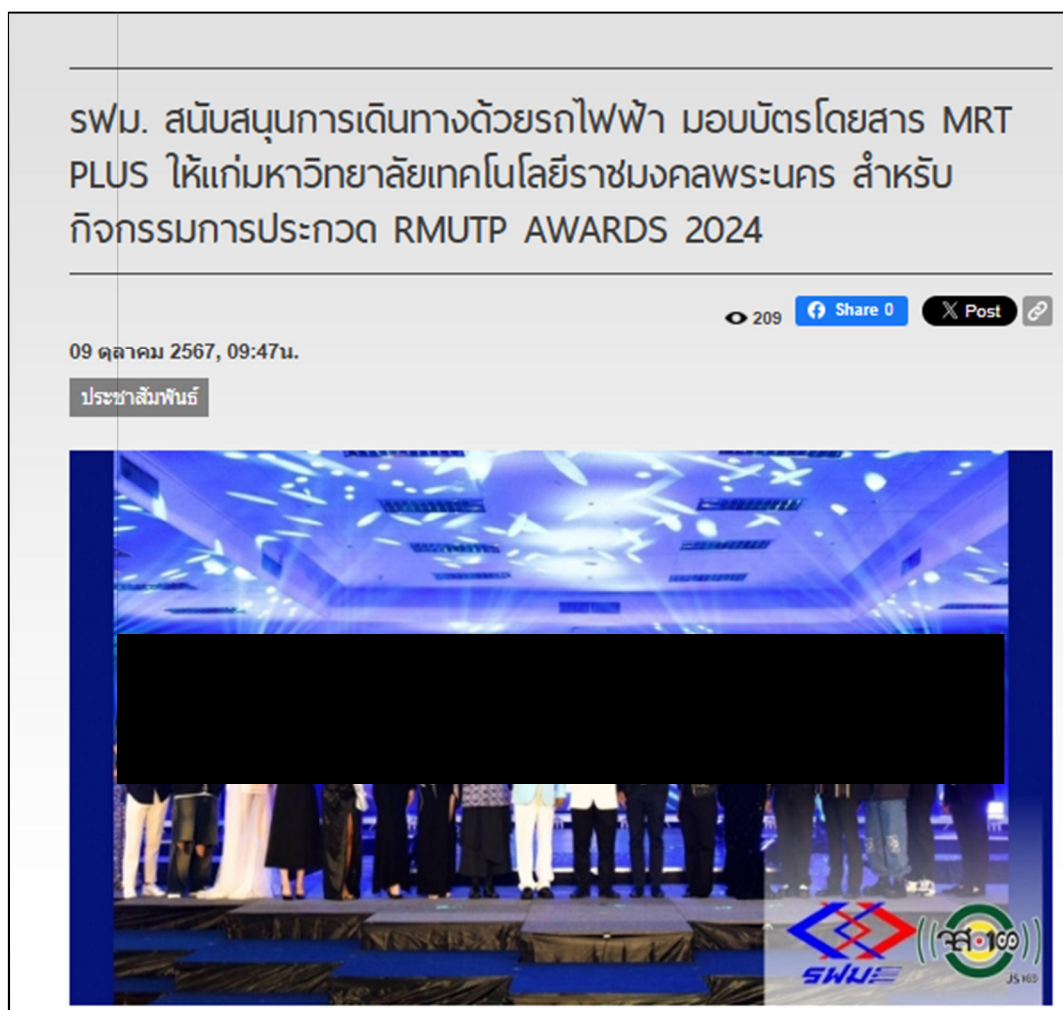 รฟม. สนับสนุนการเดินทางด้วยรถไฟฟ้า มอบบัตรโดยสาร MRT
PLUS ให้แก่มหาวิทยาลัยเทคโนโลยีราชมงคลพระนคร สำหรับ
กิจกรรมการประกวด RMUTP AWARDS 2024
209 Share 0 X Post
09 ตุลาคม 2567, 09:47น.
ประชาสัมพันธ์
รฟม
จส๑๐๐
JS100